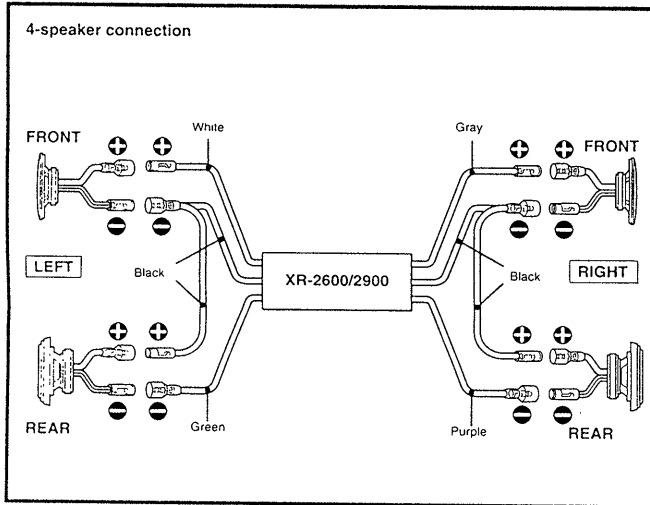 4-speaker connection
White
Gray
FRONT
FRONT
LEFT
Black
XR-2600/2900
Black
RIGHT
REAR
Green
Purple
REAR